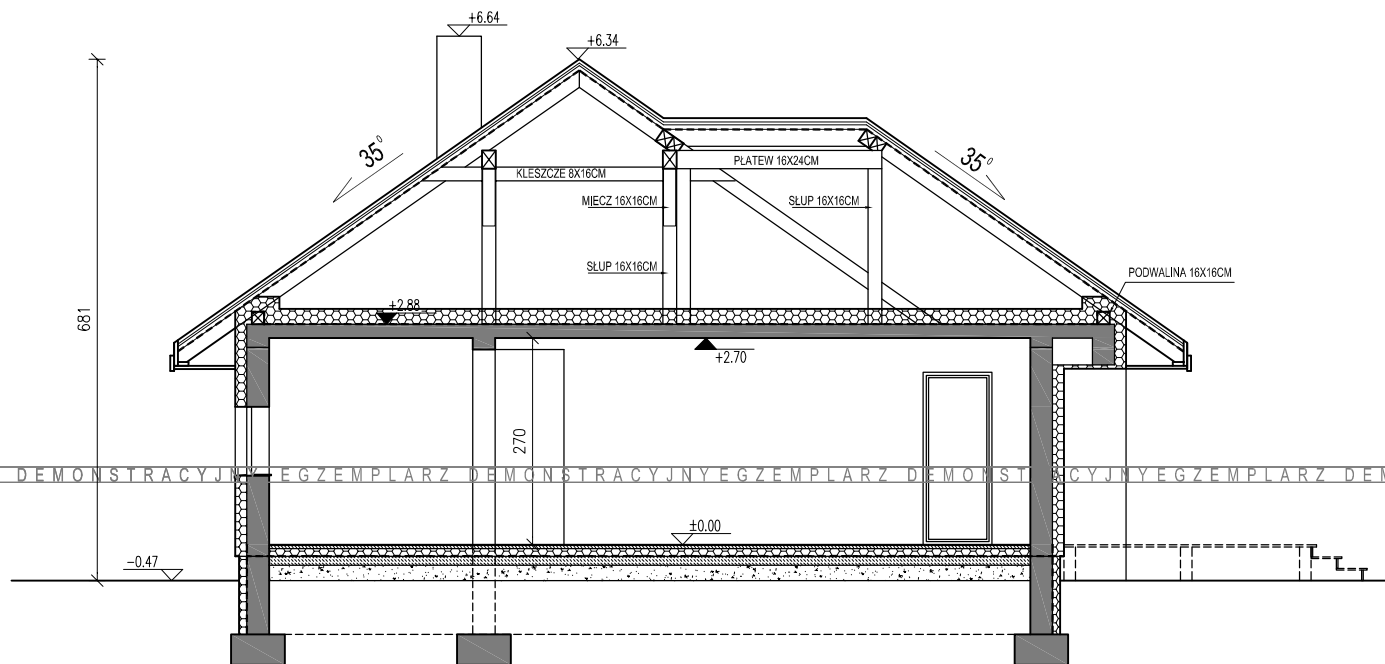 +6.64
+6.34
35°
35°
PŁATEW 16X24CM
KLESZCZE 8X16CM
MIECZ 16X16CM
SŁUP 16X16CM
SŁUP 16X16CM
PODWALINA 16X16CM
+2.88
681
+2.70
270
DEMONSTRACYJNY EGZEMPLARZ DEMONSTRACYJNY EGZEMPLARZ DEMONSTRACYJNY EGZEMPLARZ DEM
±0.00
-0.47